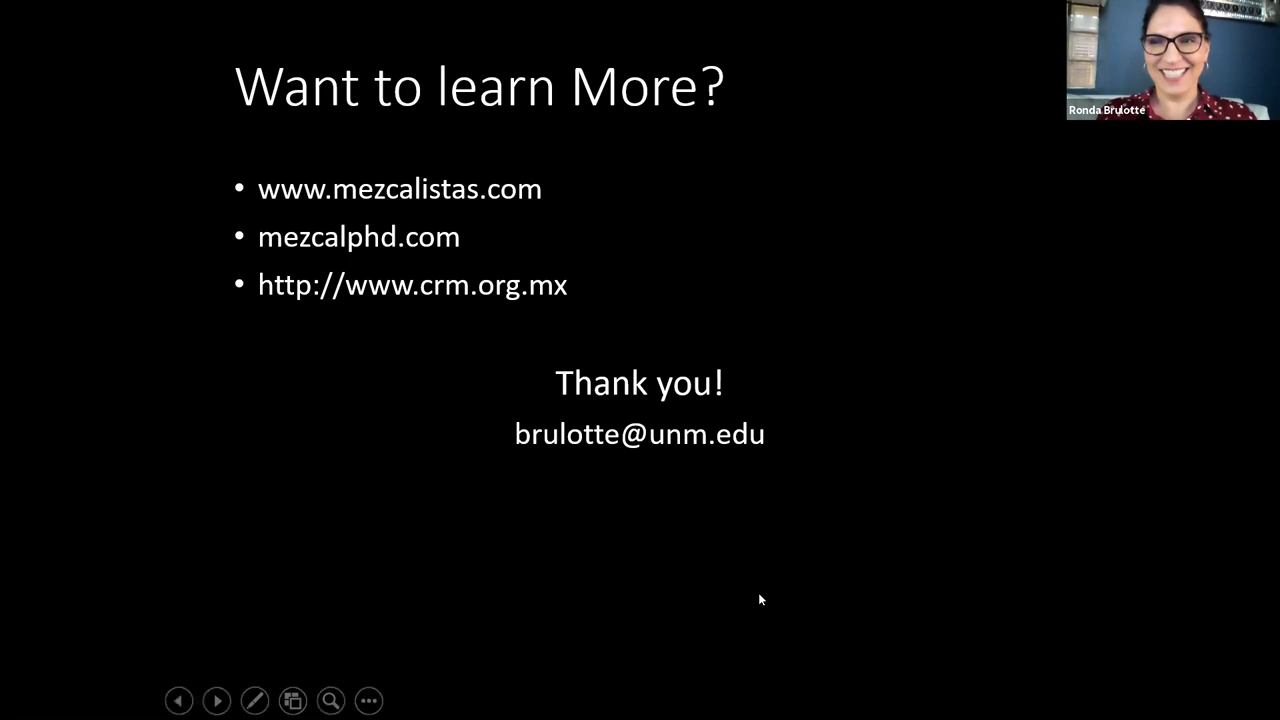 Want to learn More?
Ronda Brulotte
• www.mezcalistas.com
• mezcalphd.com
• http://www.crm.org.mx
Thank you!
brulotte@unm.edu